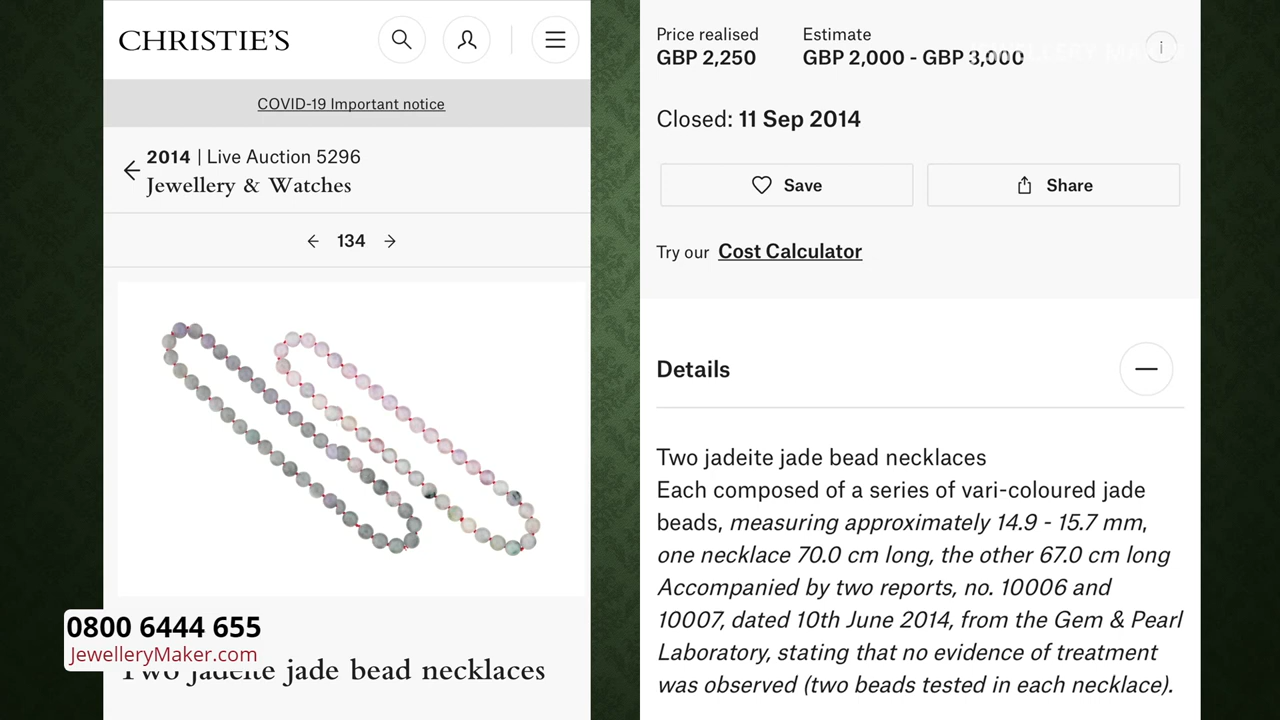 CHRISTIE'S
COVID-19 Important notice
2014 | Live Auction 5296
Jewellery & Watches
134
0800 6444 655
JewelleryMaker.com
Two jadeite jade bead necklaces
Price realised
GBP 2,250
Estimate
GBP 2,000 - GBP 3,000
i
Closed: 11 Sep 2014
Save
Share
Try our Cost Calculator
Details
Two jadeite jade bead necklaces
Each composed of a series of vari-coloured jade
beads, measuring approximately 14.9 - 15.7 mm,
one necklace 70.0 cm long, the other 67.0 cm long
Accompanied by two reports, no. 10006 and
10007, dated 10th June 2014, from the Gem & Pearl
Laboratory, stating that no evidence of treatment
was observed (two beads tested in each necklace).